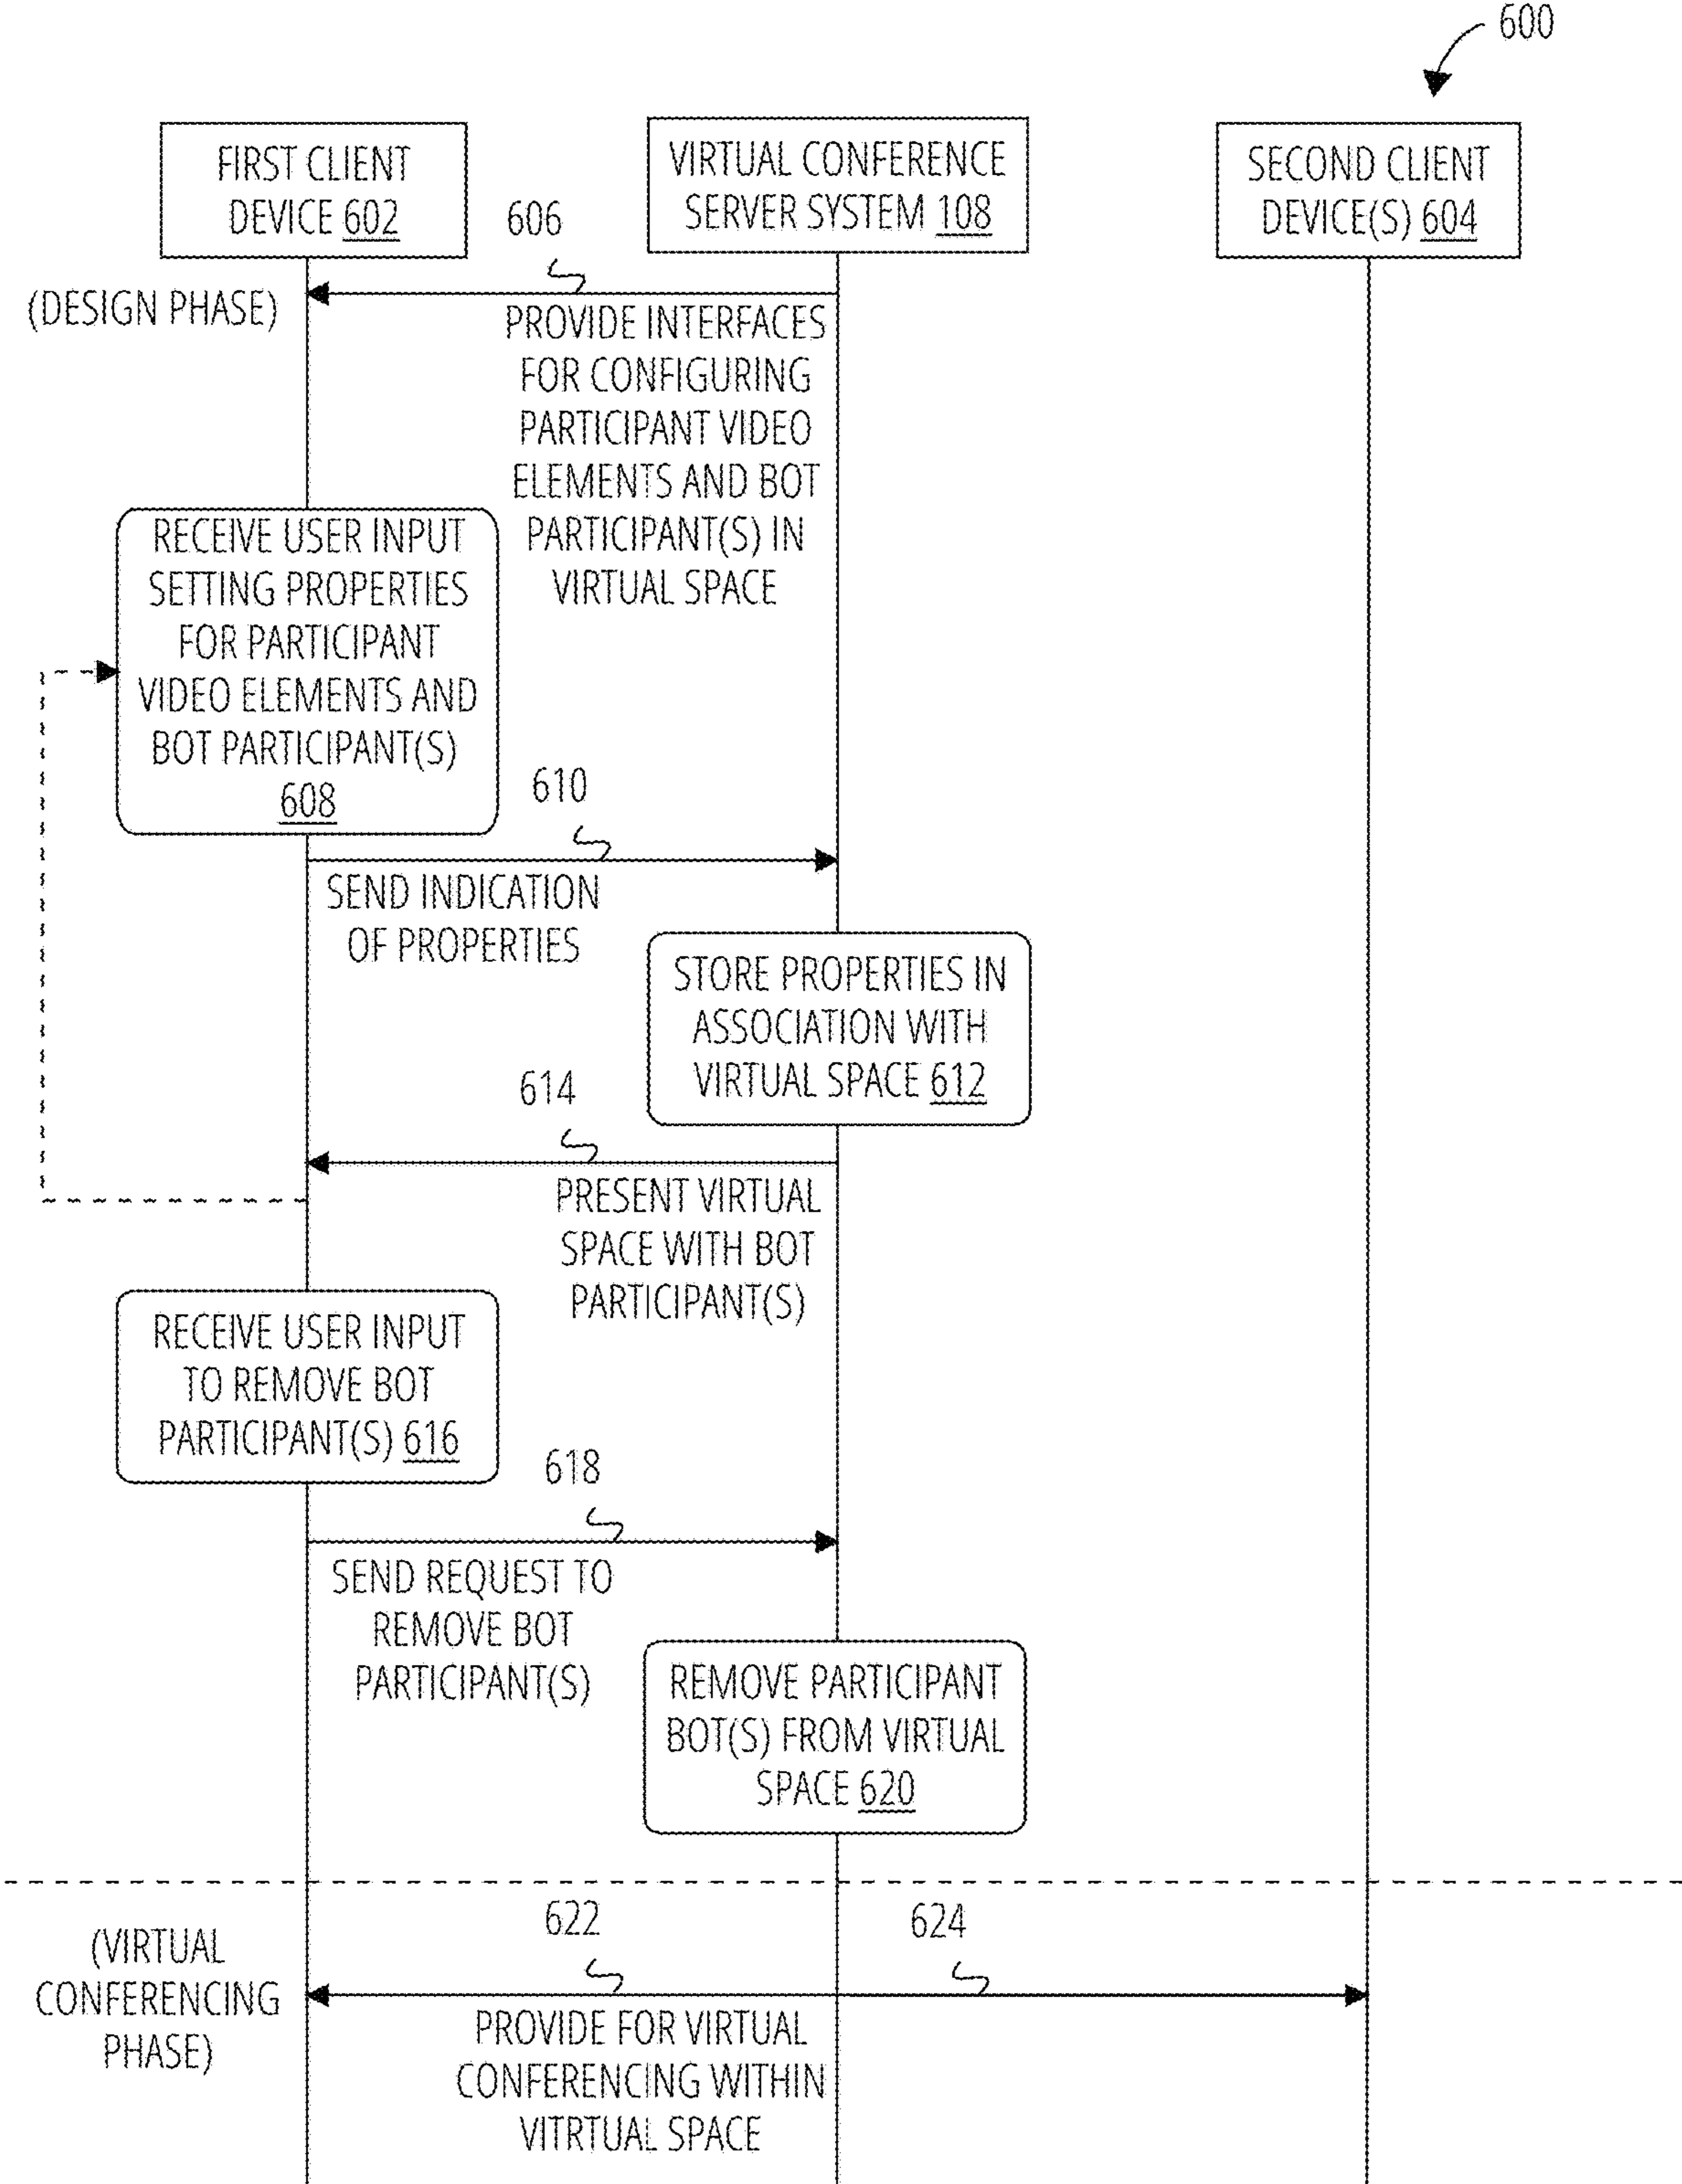 600
FIRST CLIENT
DEVICE 602
VIRTUAL CONFERENCE
SERVER SYSTEM 108
SECOND CLIENT
DEVICE(S) 604
606
(DESIGN PHASE)
PROVIDE INTERFACES
FOR CONFIGURING
PARTICIPANT VIDEO
ELEMENTS AND BOT
PARTICIPANT(S) IN
VIRTUAL SPACE
RECEIVE USER INPUT
SETTING PROPERTIES
FOR PARTICIPANT
VIDEO ELEMENTS AND
BOT PARTICIPANT(S)
608
610
SEND INDICATION
OF PROPERTIES
STORE PROPERTIES IN
ASSOCIATION WITH
VIRTUAL SPACE 612
614
PRESENT VIRTUAL
SPACE WITH BOT
PARTICIPANT(S)
RECEIVE USER INPUT
TO REMOVE BOT
PARTICIPANT(S) 616
618
SEND REQUEST TO
REMOVE BOT
PARTICIPANT(S)
REMOVE PARTICIPANT
BOT(S) FROM VIRTUAL
SPACE 620
622
624
(VIRTUAL
CONFERENCING
PHASE)
PROVIDE FOR VIRTUAL
CONFERENCING WITHIN
VITRTUAL SPACE